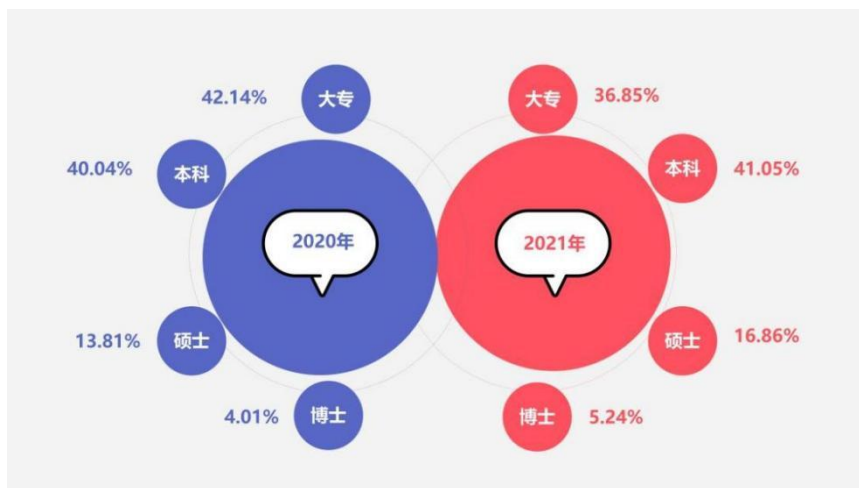 42.14%
大专
大专
36.85%
40.04%
本科
本科
41.05%
2020年
2021年
13.81%
硕士
硕士
16.86%
4.01%
博士
博士
5.24%